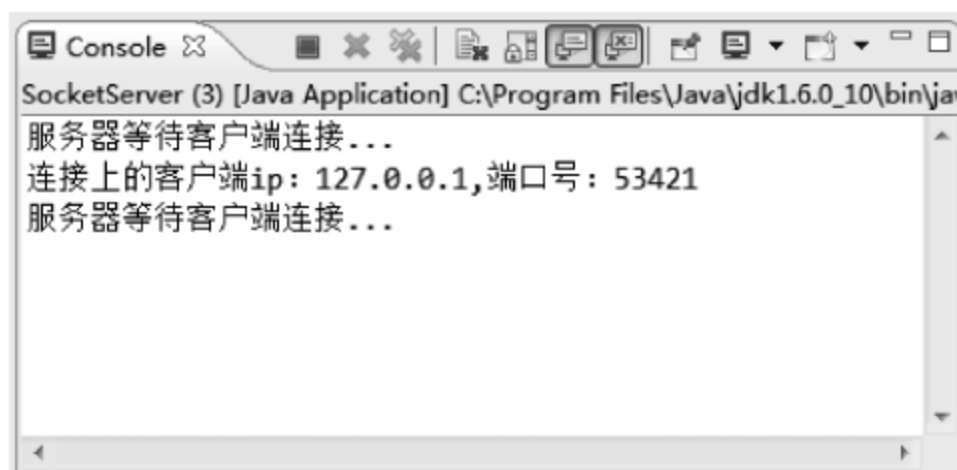 Console
SocketServer (3) [Java Application] C:\Program Files\Java\jdk1.6.0_10\bin\ja
服务器等待客户端连接...
连接上的客户端ip：127.0.0.1,端口号：53421
服务器等待客户端连接...